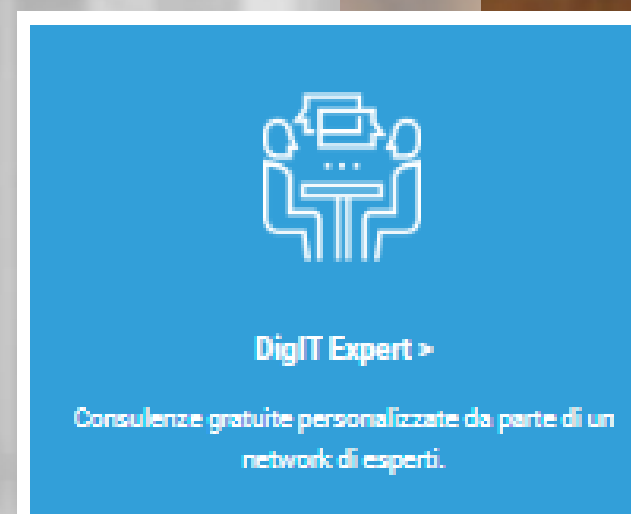 DigIT Expert >
Consulenze gratuite personalizzate da parte di un
network di esperti.